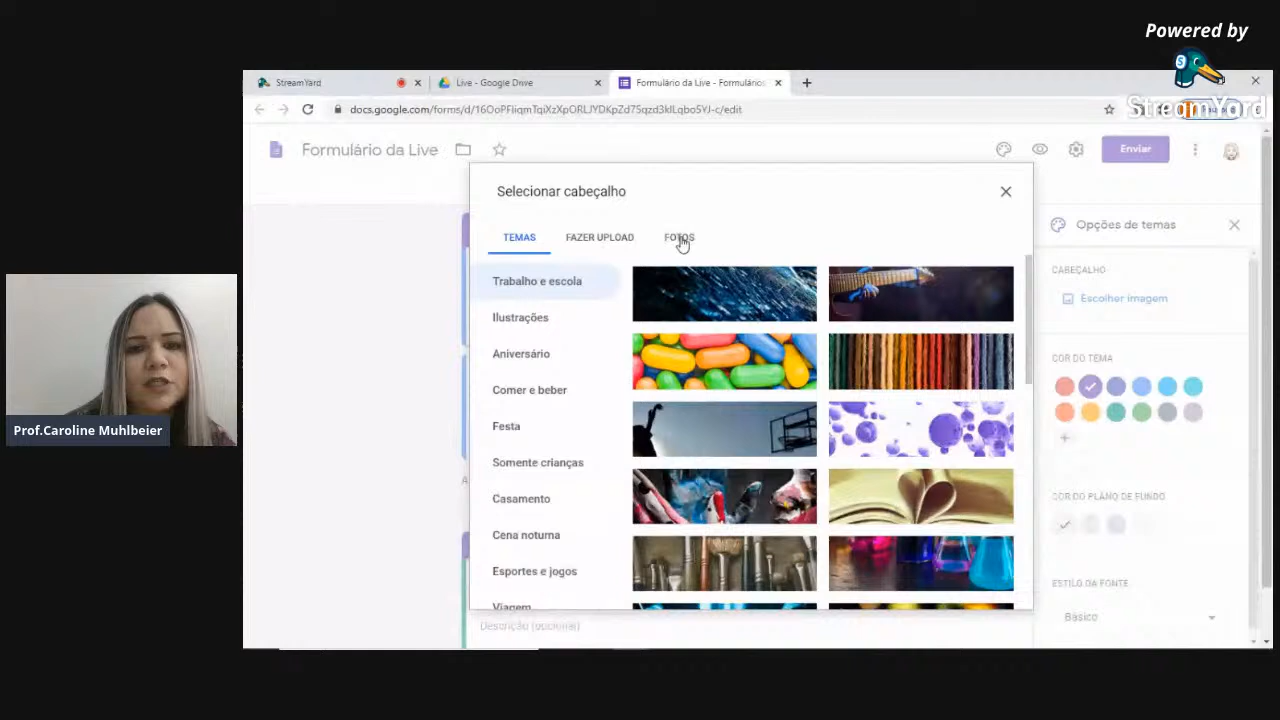 Powered by
StreamYard
StreamYard
Live - Google Drive
Formulário da Live - Formulários
docs.google.com/forms/d/
/edit
Formulário da Live
Enviar
Selecionar cabeçalho
TEMAS
FAZER UPLOAD
FOTOS
Trabalho e escola
Ilustrações
Aniversário
Comer e beber
Festa
Somente crianças
Casamento
Cena noturna
Esportes e jogos
Viagem
Descrição (opcional)
Opções de temas
CABEÇALHO
Escolher imagem
COR DO TEMA
COR DO PLANO DE FUNDO
ESTILO DA FONTE
Básico
Prof.Caroline Muhlbeier